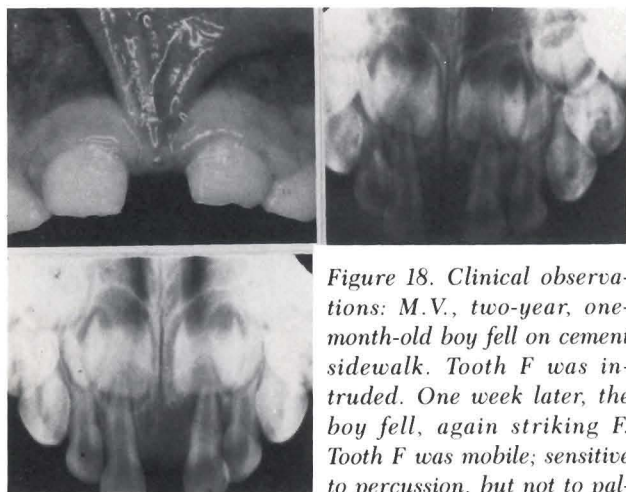 Figure 18. Clinical observa-
tions: M.V., two-year, one-
month-old boy fell on cement
sidewalk. Tooth F was in-
truded. One week later, the
boy fell, again striking F.
Tooth F was mobile; sensitive
to percussion, but not to pal-